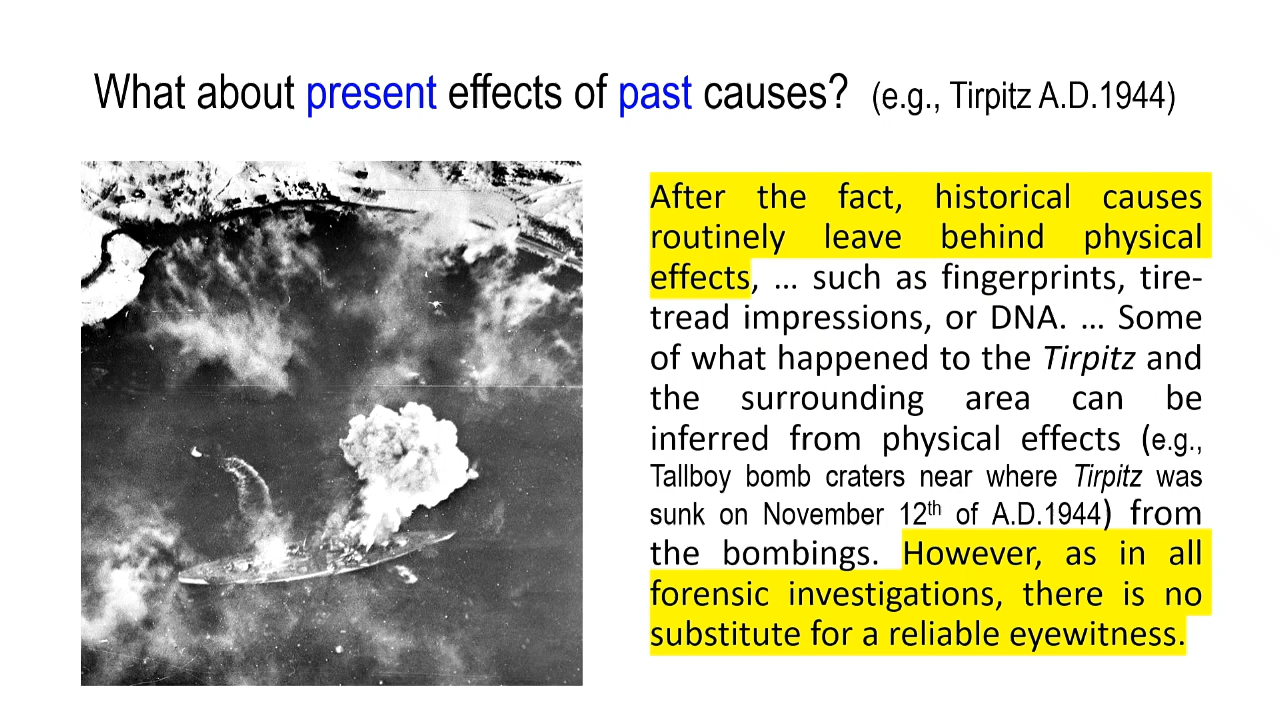 What about present effects of past causes? (e.g., Tirpitz A.D.1944)
After the fact, historical causes
routinely leave behind physical
effects, … such as fingerprints, tire-
tread impressions, or DNA. … Some
of what happened to the Tirpitz and
the surrounding area can be
inferred from physical effects (e.g.,
Tallboy bomb craters near where Tirpitz was
sunk on November 12th of A.D.1944) from
the bombings. However, as in all
forensic investigations, there is no
substitute for a reliable eyewitness.